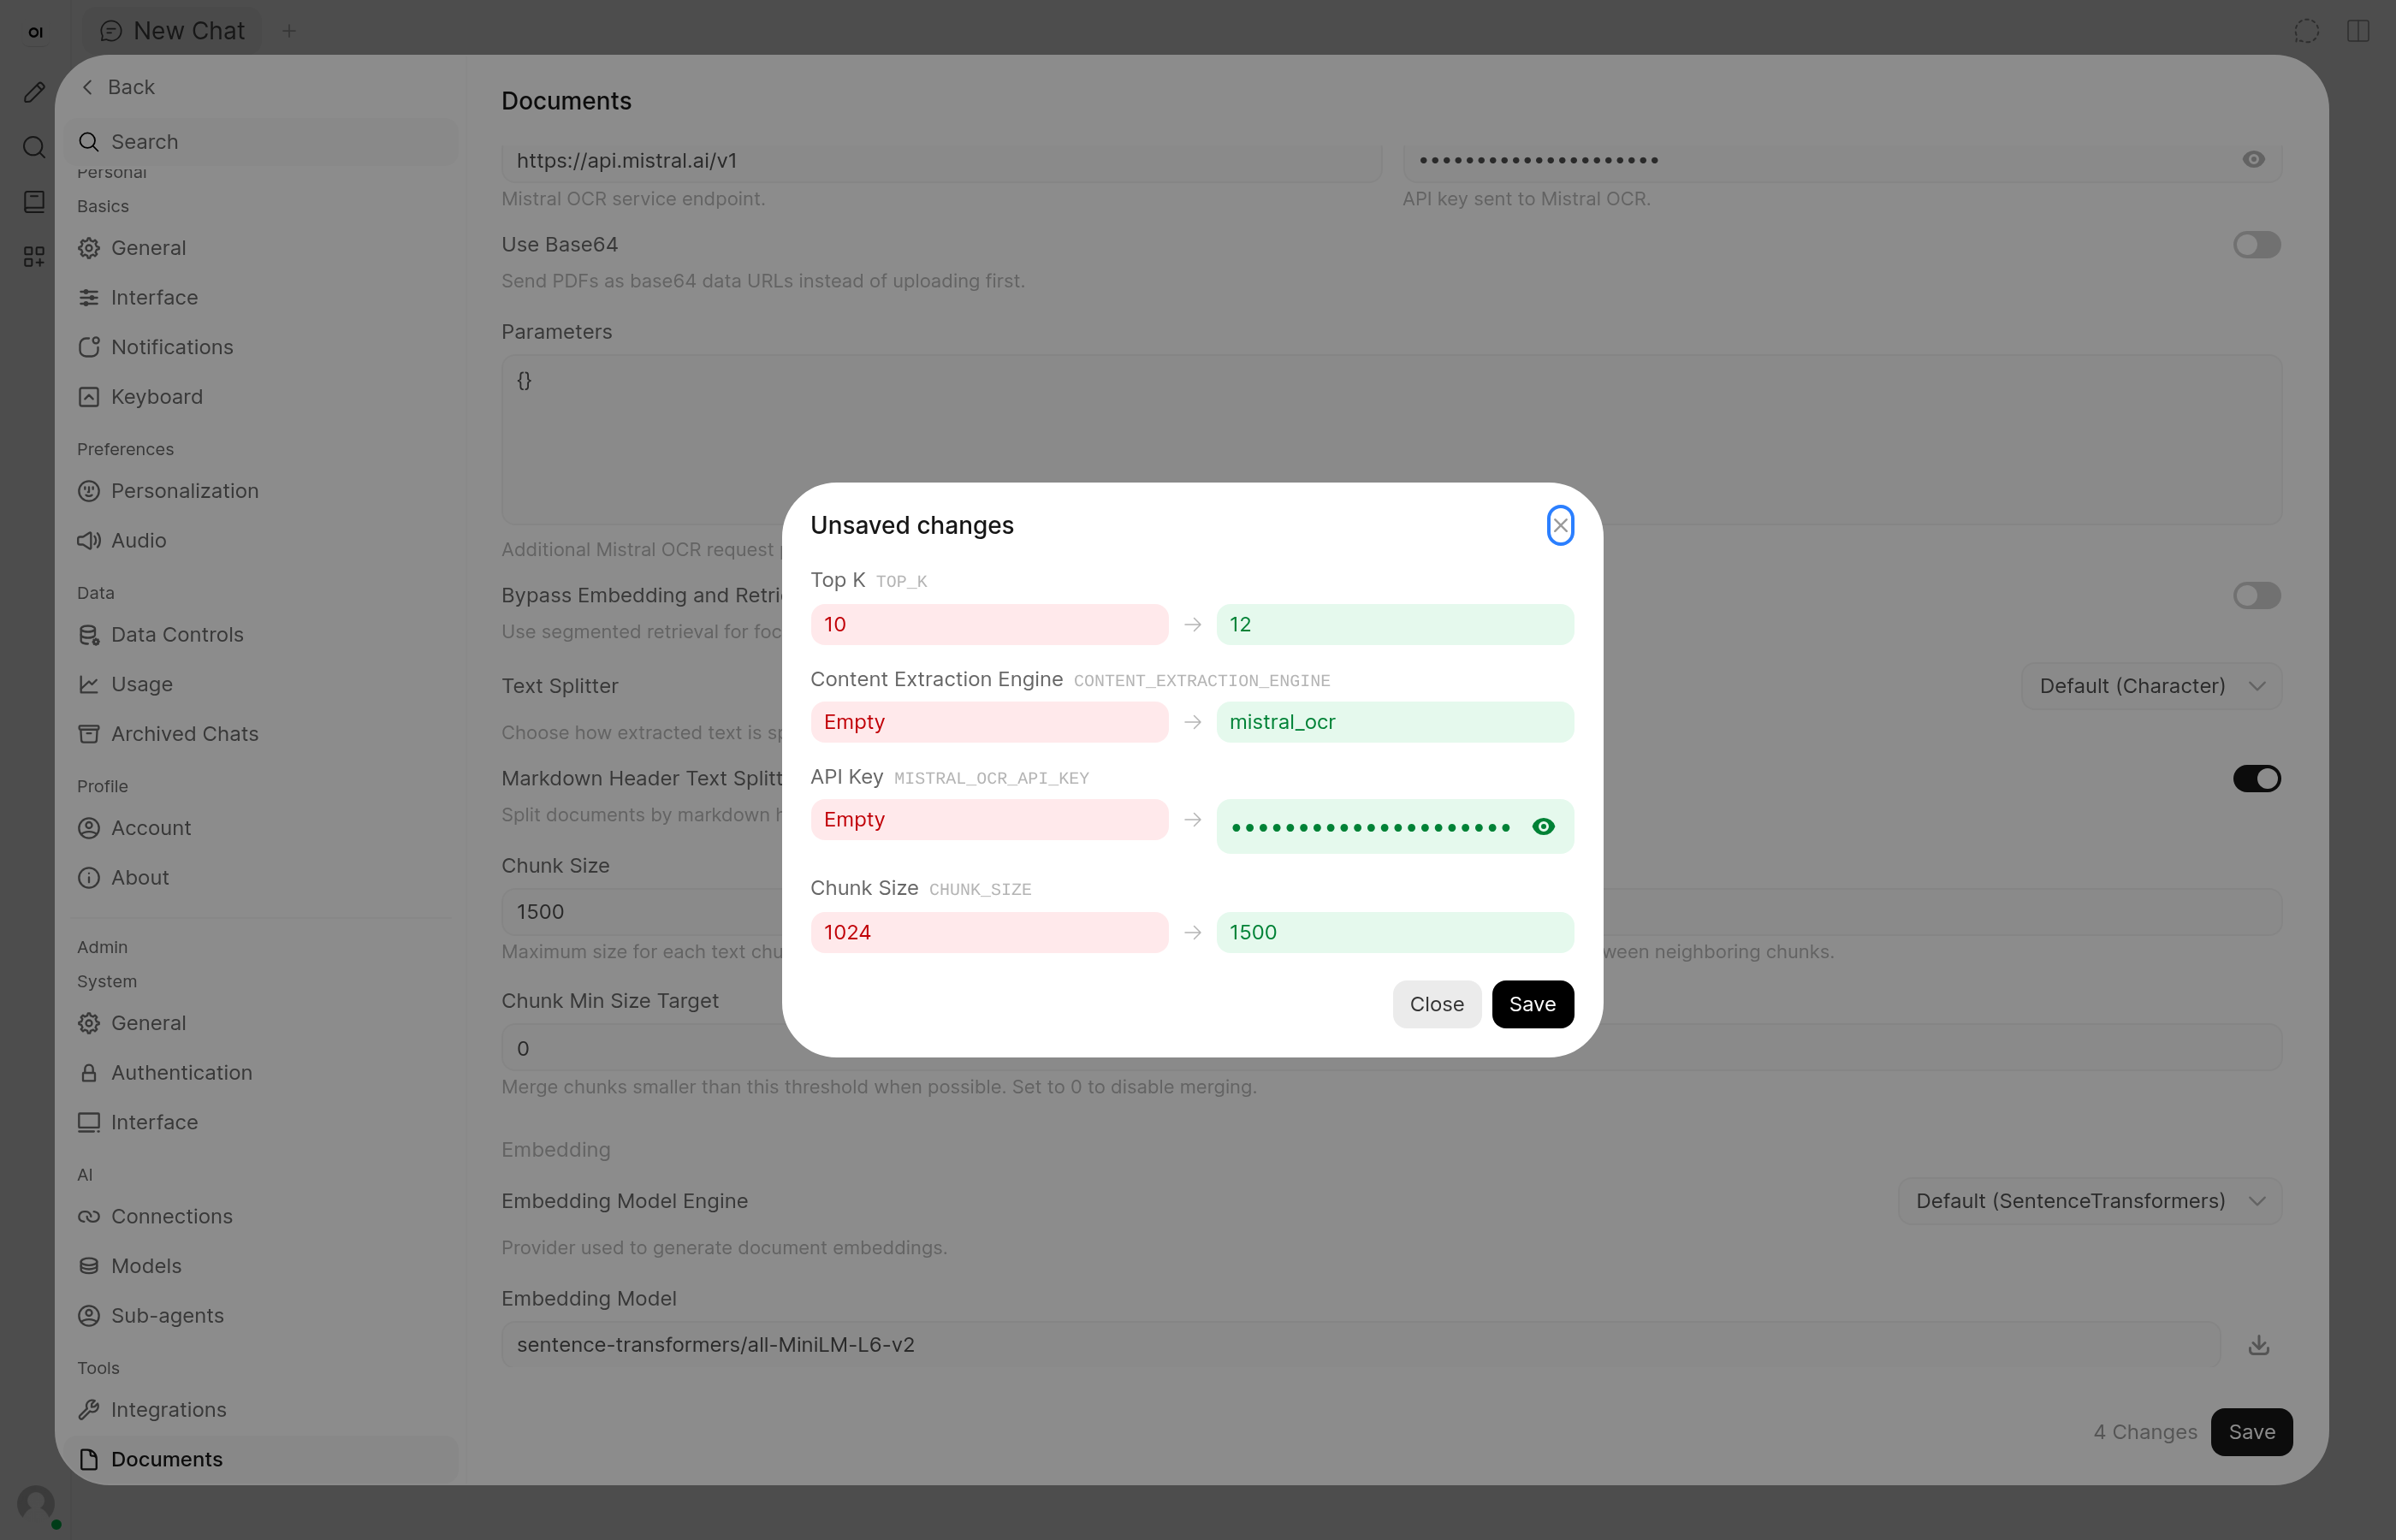 OI
New Chat
Back
Search
Personal
Basics
General
Interface
Notifications
Keyboard
Preferences
Personalization
Audio
Data
Data Controls
Usage
Archived Chats
Profile
Account
About
Admin
System
General
Authentication
Interface
AI
Connections
Models
Sub-agents
Tools
Integrations
Documents
Documents
https://api.mistral.ai/v1
••••••••••••••••••••
Mistral OCR service endpoint.
API key sent to Mistral OCR.
Use Base64
Send PDFs as base64 data URLs instead of uploading first.
Parameters
{}
Additional Mistral OCR request
Bypass Embedding and
Use segmented retrieval for
Text Splitter
Default (Character)
Choose how extracted text is
Markdown Header Text
Split documents by markdown
Chunk Size
1500
Maximum size for each text
neighboring chunks.
Chunk Min Size Target
0
Merge chunks smaller than this threshold when possible. Set to 0 to disable merging.
Embedding
Embedding Model Engine
Default (SentenceTransformers)
Provider used to generate document embeddings.
Embedding Model
sentence-transformers/all-MiniLM-L6-v2
4 Changes
Save
Unsaved changes
Top K TOP_K
10 → 12
Content Extraction Engine CONTENT_EXTRACTION_ENGINE
Empty → mistral_ocr
API Key MISTRAL_OCR_API_KEY
Empty → •••••••••••••••••••••
Chunk Size CHUNK_SIZE
1024 → 1500
Close
Save